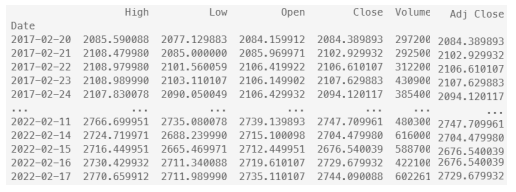 High Low Open Close Volume Adj Close
Date
2017-02-20 2085.590088 2077.129883 2084.159912 2084.389893 297200 2084.389893
2017-02-21 2108.479980 2085.000000 2085.969971 2102.929932 292500 2102.929932
2017-02-22 2108.979980 2101.560059 2106.419922 2106.610107 312200 2106.610107
2017-02-23 2108.989990 2103.110107 2106.149902 2107.629883 430900 2107.629883
2017-02-24 2107.830078 2090.050049 2106.429932 2094.120117 385400 2094.120117
... ... ... ... ... ... ...
2022-02-11 2766.699951 2735.080078 2739.139893 2747.709961 480300 2747.709961
2022-02-14 2724.719971 2688.239990 2715.100098 2704.479980 616000 2704.479980
2022-02-15 2716.449951 2665.469971 2712.449951 2676.540039 588700 2676.540039
2022-02-16 2730.429932 2711.340088 2719.610107 2729.679932 422100 2676.540039
2022-02-17 2770.659912 2711.989990 2735.110107 2744.090088 602261 2729.679932